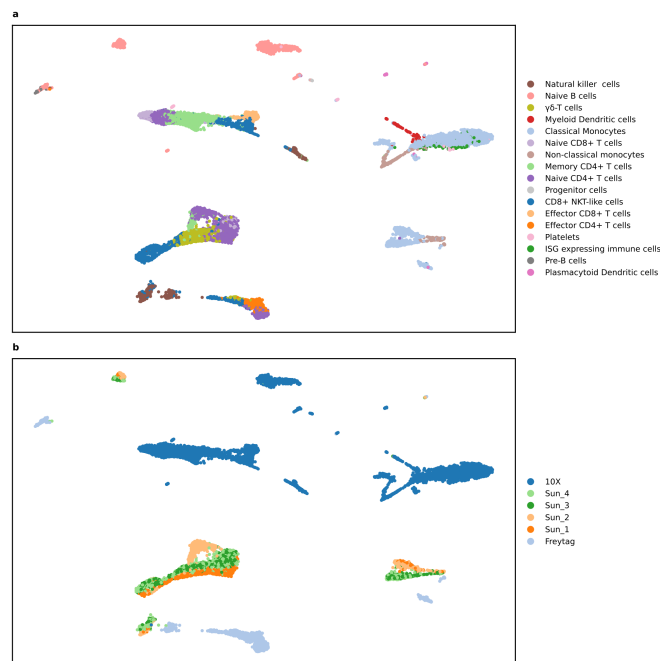 a
Natural killer  cells
Naive B cells
γδ-T cells
Myeloid Dendritic cells
Classical Monocytes
Naive CD8+ T cells
Non-classical monocytes
Memory CD4+ T cells
Naive CD4+ T cells
Progenitor cells
CD8+ NKT-like cells
Effector CD8+ T cells
Effector CD4+ T cells
Platelets
ISG expressing immune cells
Pre-B cells
Plasmacytoid Dendritic cells
b
10X
Sun_4
Sun_3
Sun_2
Sun_1
Freytag